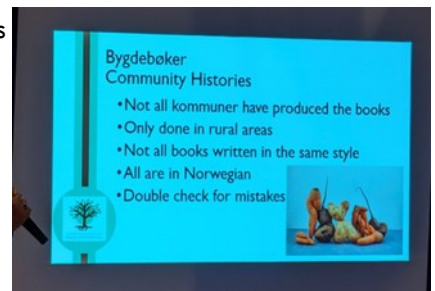 s
Bygdebøker
Community Histories
•Not all kommuner have produced the books
•Only done in rural areas
•Not all books written in the same style
•All are in Norwegian
•Double check for mistakes